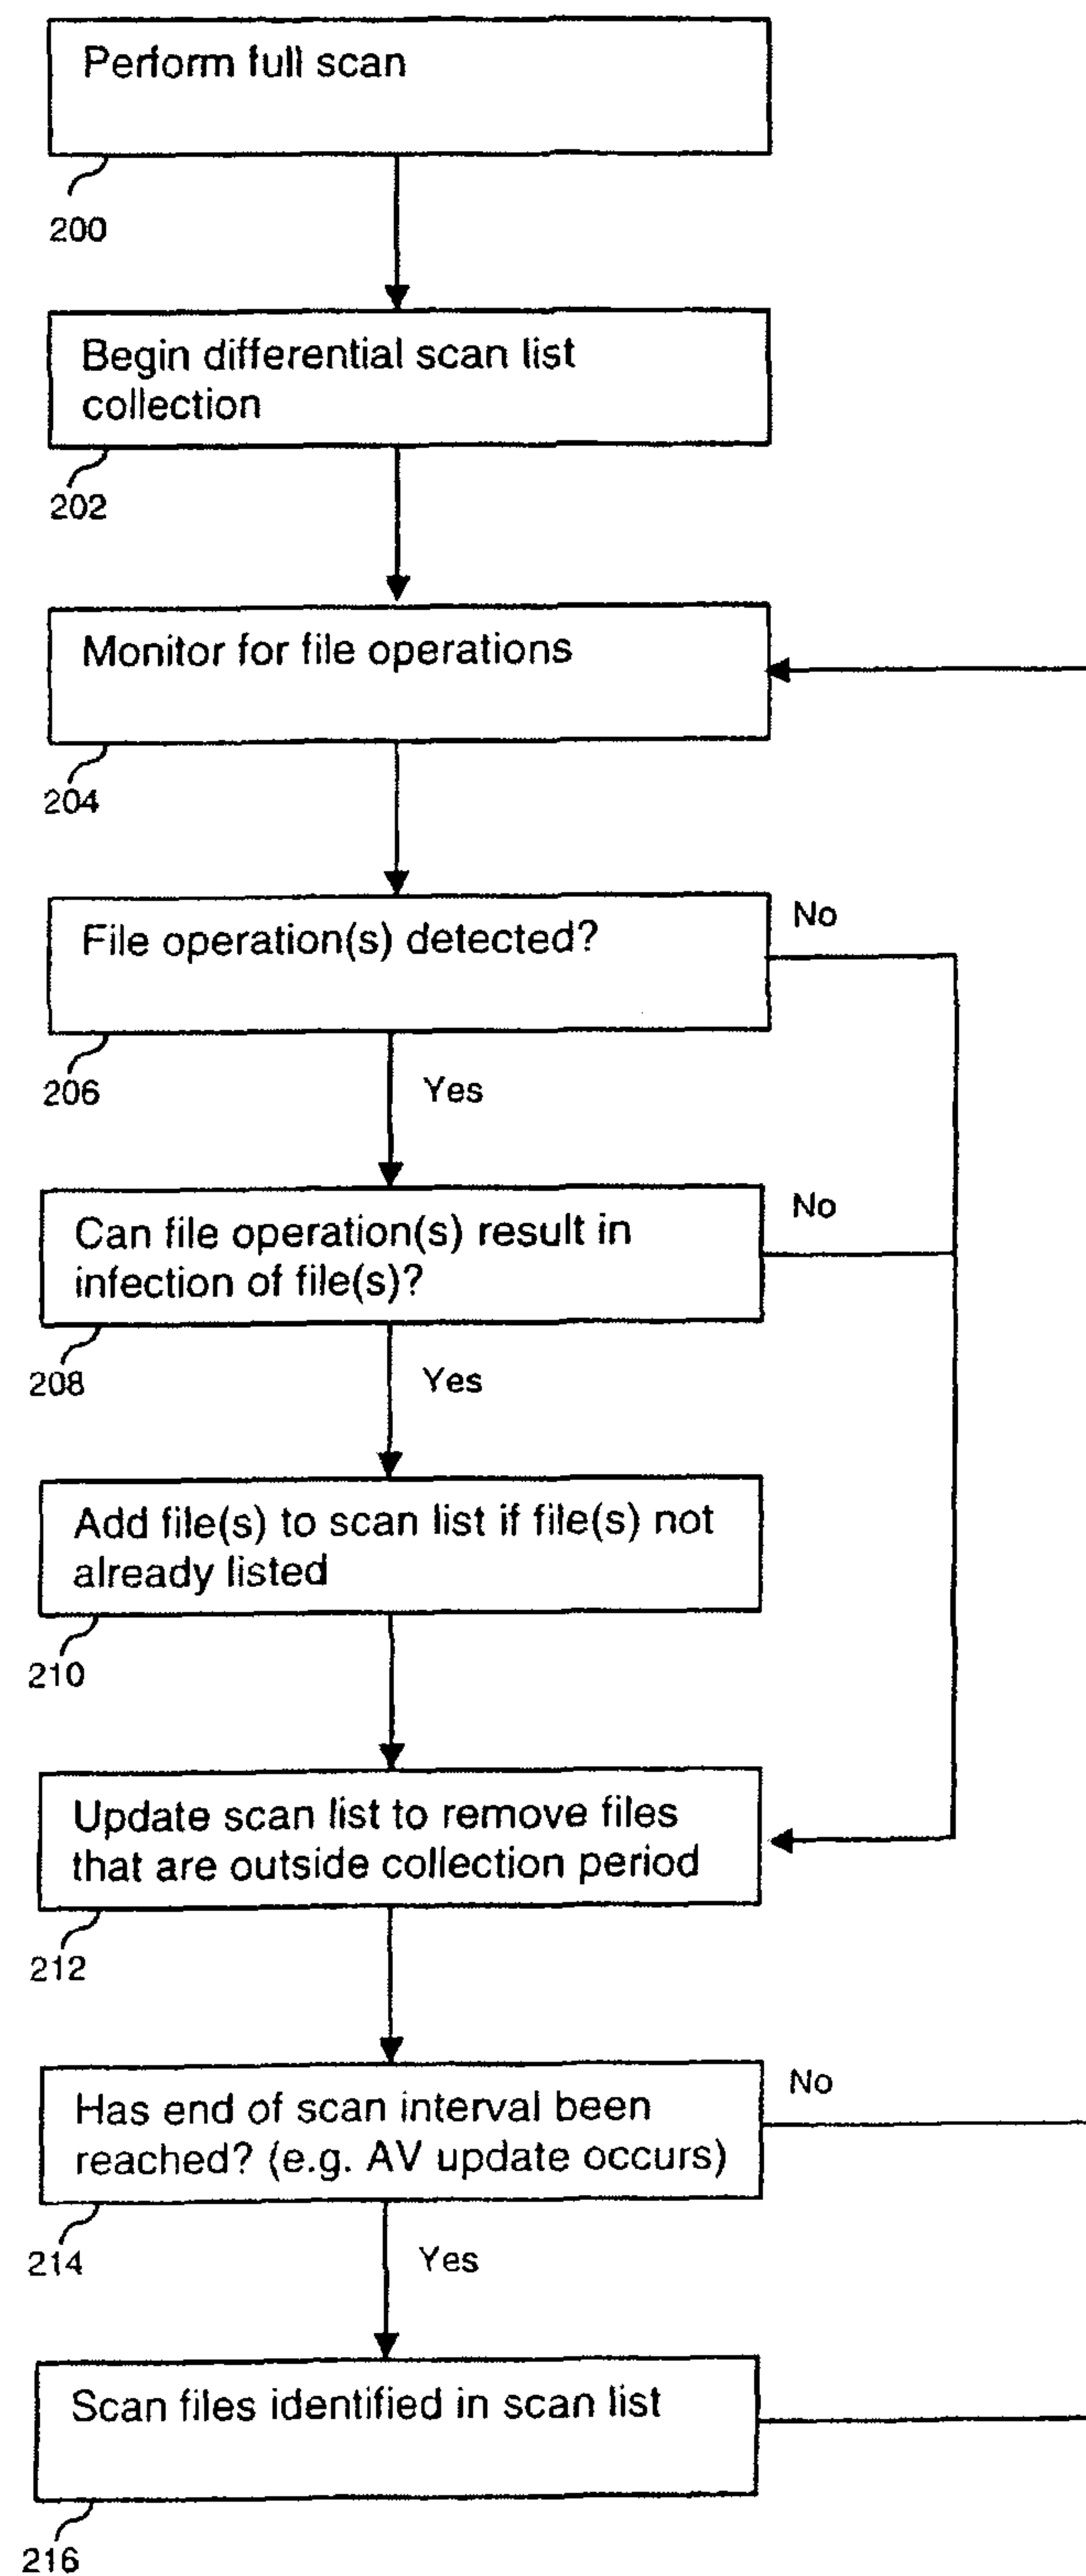 Perform full scan
200
Begin differential scan list
collection
202
Monitor for file operations
204
File operation(s) detected?
No
206
Yes
Can file operation(s) result in
infection of file(s)?
No
208
Yes
Add file(s) to scan list if file(s) not
already listed
210
Update scan list to remove files
that are outside collection period
212
Has end of scan interval been
reached? (e.g. AV update occurs)
No
214
Yes
Scan files identified in scan list
216